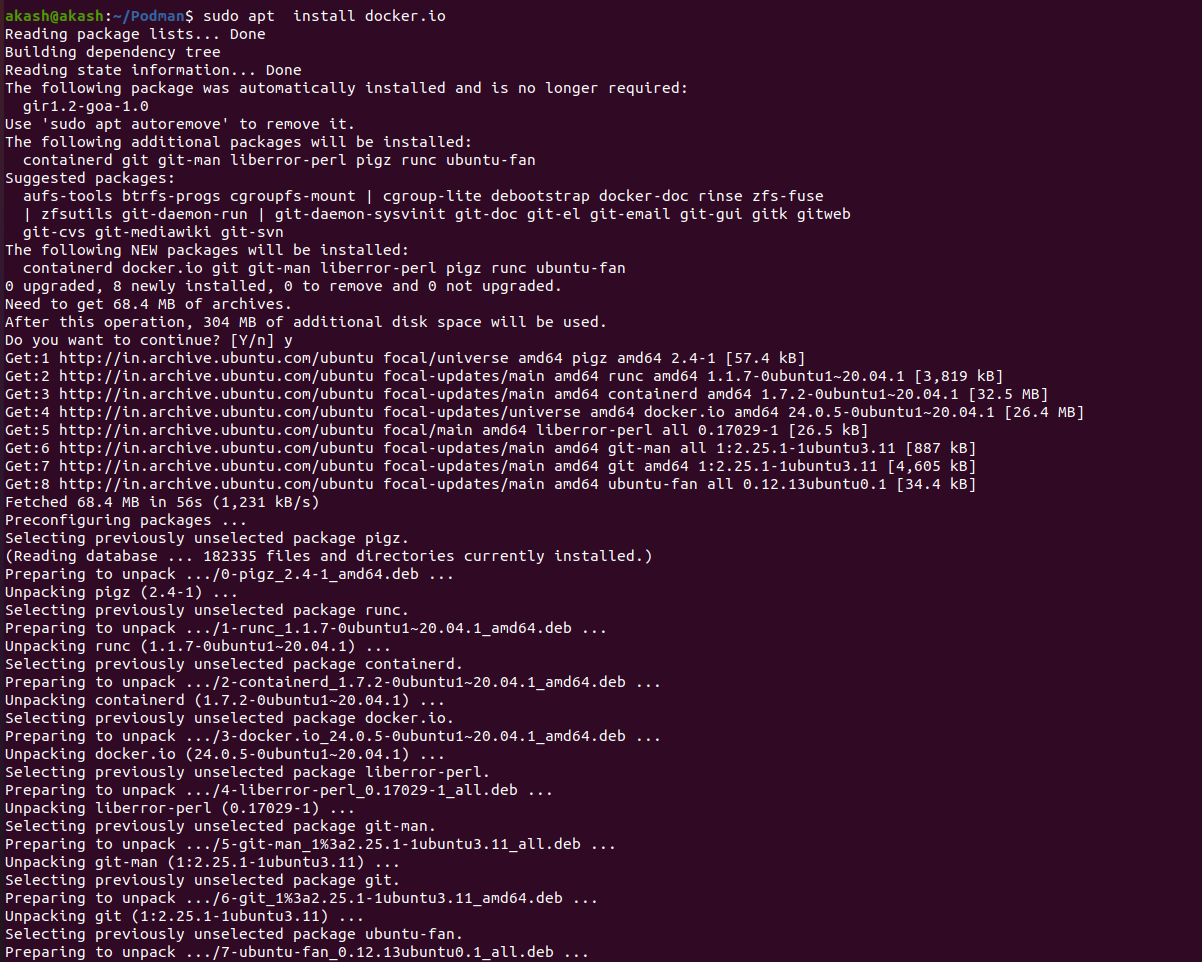 akash@akash:~/Podman$ sudo apt  install docker.io
Reading package lists... Done
Building dependency tree
Reading state information... Done
The following package was automatically installed and is no longer required:
  gir1.2-goa-1.0
Use 'sudo apt autoremove' to remove it.
The following additional packages will be installed:
  containerd git git-man liberror-perl pigz runc ubuntu-fan
Suggested packages:
  aufs-tools btrfs-progs cgroupfs-mount | cgroup-lite debootstrap docker-doc rinse zfs-fuse
  | zfsutils git-daemon-run | git-daemon-sysvinit git-doc git-el git-email git-gui gitk gitweb
  git-cvs git-mediawiki git-svn
The following NEW packages will be installed:
  containerd docker.io git git-man liberror-perl pigz runc ubuntu-fan
0 upgraded, 8 newly installed, 0 to remove and 0 not upgraded.
Need to get 68.4 MB of archives.
After this operation, 304 MB of additional disk space will be used.
Do you want to continue? [Y/n] y
Get:1 http://in.archive.ubuntu.com/ubuntu focal/universe amd64 pigz amd64 2.4-1 [57.4 kB]
Get:2 http://in.archive.ubuntu.com/ubuntu focal-updates/main amd64 runc amd64 1.1.7-0ubuntu1~20.04.1 [3,819 kB]
Get:3 http://in.archive.ubuntu.com/ubuntu focal-updates/main amd64 containerd amd64 1.7.2-0ubuntu1~20.04.1 [32.5 MB]
Get:4 http://in.archive.ubuntu.com/ubuntu focal-updates/universe amd64 docker.io amd64 24.0.5-0ubuntu1~20.04.1 [26.4 MB]
Get:5 http://in.archive.ubuntu.com/ubuntu focal/main amd64 liberror-perl all 0.17029-1 [26.5 kB]
Get:6 http://in.archive.ubuntu.com/ubuntu focal-updates/main amd64 git-man all 1:2.25.1-1ubuntu3.11 [887 kB]
Get:7 http://in.archive.ubuntu.com/ubuntu focal-updates/main amd64 git amd64 1:2.25.1-1ubuntu3.11 [4,605 kB]
Get:8 http://in.archive.ubuntu.com/ubuntu focal-updates/main amd64 ubuntu-fan all 0.12.13ubuntu0.1 [34.4 kB]
Fetched 68.4 MB in 56s (1,231 kB/s)
Preconfiguring packages ...
Selecting previously unselected package pigz.
(Reading database ... 182335 files and directories currently installed.)
Preparing to unpack .../0-pigz_2.4-1_amd64.deb ...
Unpacking pigz (2.4-1) ...
Selecting previously unselected package runc.
Preparing to unpack .../1-runc_1.1.7-0ubuntu1~20.04.1_amd64.deb ...
Unpacking runc (1.1.7-0ubuntu1~20.04.1) ...
Selecting previously unselected package containerd.
Preparing to unpack .../2-containerd_1.7.2-0ubuntu1~20.04.1_amd64.deb ...
Unpacking containerd (1.7.2-0ubuntu1~20.04.1) ...
Selecting previously unselected package docker.io.
Preparing to unpack .../3-docker.io_24.0.5-0ubuntu1~20.04.1_amd64.deb ...
Unpacking docker.io (24.0.5-0ubuntu1~20.04.1) ...
Selecting previously unselected package liberror-perl.
Preparing to unpack .../4-liberror-perl_0.17029-1_all.deb ...
Unpacking liberror-perl (0.17029-1) ...
Selecting previously unselected package git-man.
Preparing to unpack .../5-git-man_1%3a2.25.1-1ubuntu3.11_all.deb ...
Unpacking git-man (1:2.25.1-1ubuntu3.11) ...
Selecting previously unselected package git.
Preparing to unpack .../6-git_1%3a2.25.1-1ubuntu3.11_amd64.deb ...
Unpacking git (1:2.25.1-1ubuntu3.11) ...
Selecting previously unselected package ubuntu-fan.
Preparing to unpack .../7-ubuntu-fan_0.12.13ubuntu0.1_all.deb ...